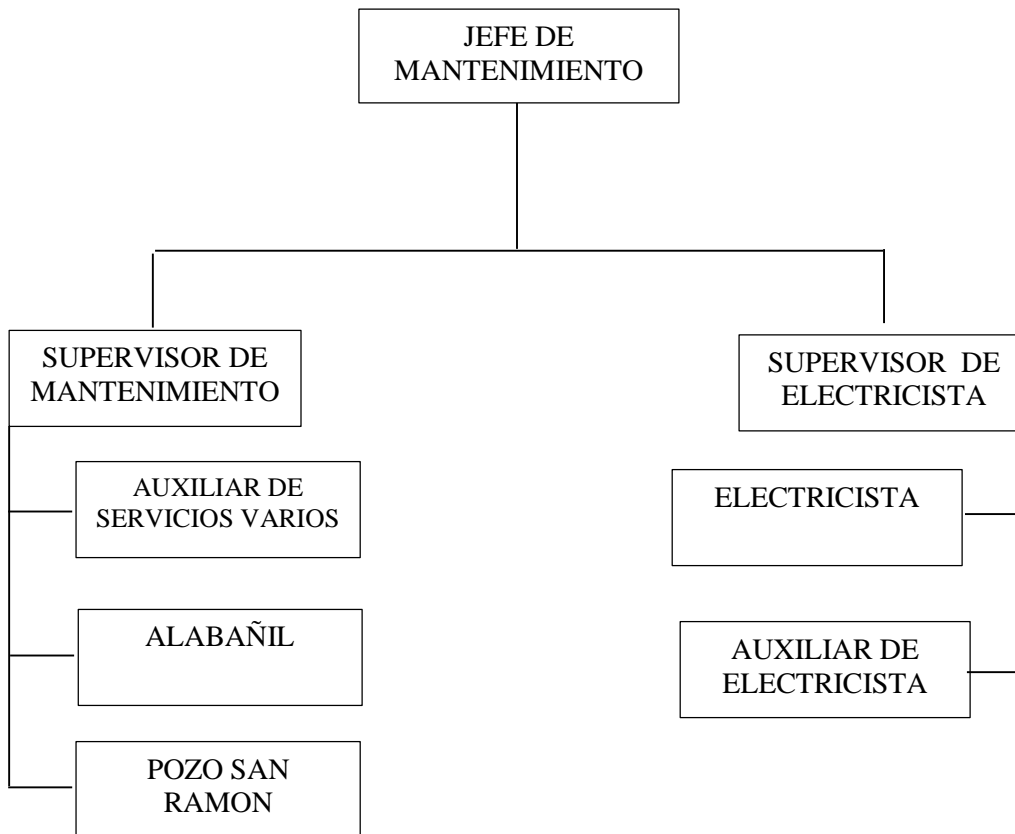 JEFE DE
MANTENIMIENTO
SUPERVISOR DE
MANTENIMIENTO
SUPERVISOR DE
ELECTRICISTA
AUXILIAR DE
SERVICIOS VARIOS
ELECTRICISTA
ALABAÑIL
AUXILIAR DE
ELECTRICISTA
POZO SAN
RAMON